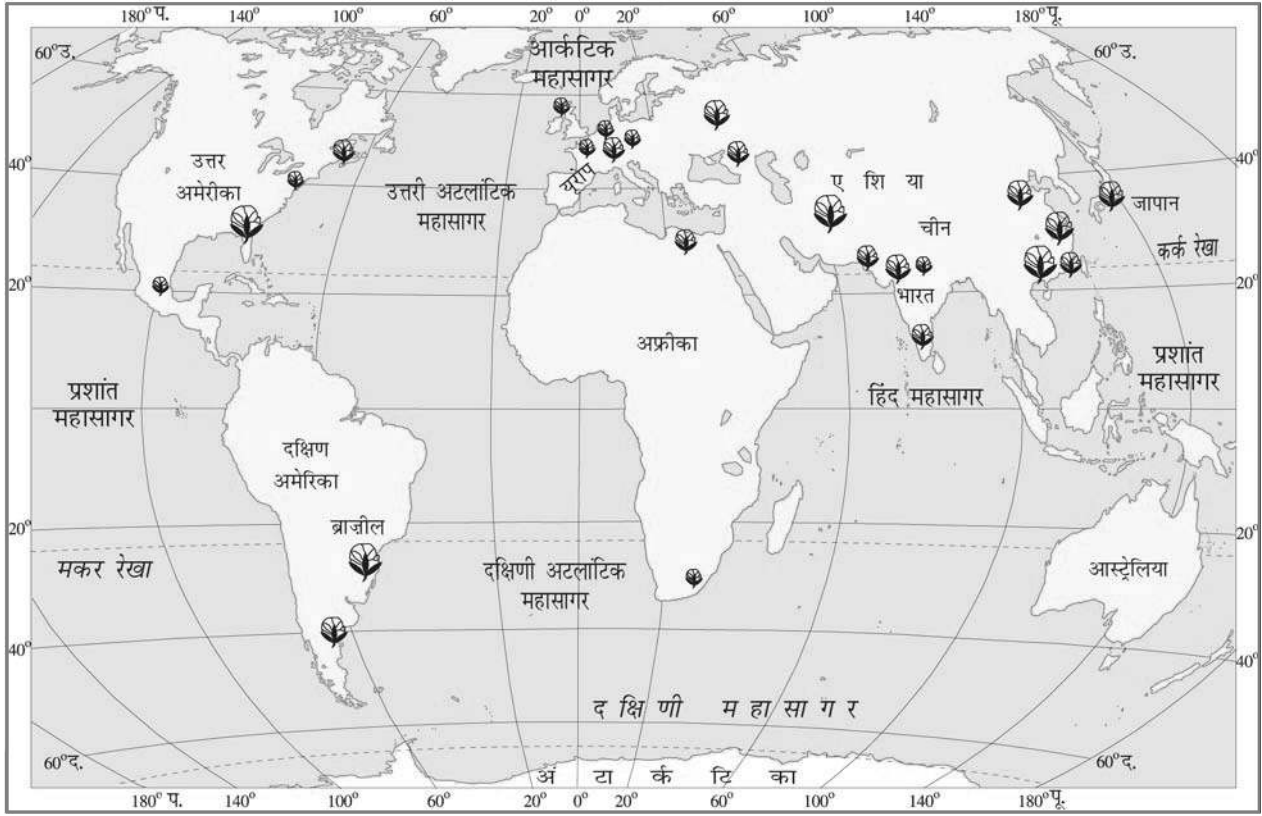 180° प. 140° 100° 60° 20° 0° 20° 60° 100° 140° 180° पू.
60° उ. 60° उ.
आर्कटिक
महासागर
40° 40°
उत्तर
अमेरीका
उत्तरी अटलांटिक
महासागर
यूरोप
ए शि या
जापान
चीन
कर्क रेखा
20° 20°
भारत
अफ्रीका
प्रशांत
महासागर
हिंद महासागर
प्रशांत
महासागर
दक्षिण
अमेरिका
ब्राज़ील
20° 20°
मकर रेखा
दक्षिणी अटलांटिक
महासागर
आस्ट्रेलिया
40° 40°
द क्षि णी म हा सा ग र
60° द. 60° द.
अं टा र्क टि का
180° प. 140° 100° 60° 20° 0° 20° 60° 100° 140° 180° पू.